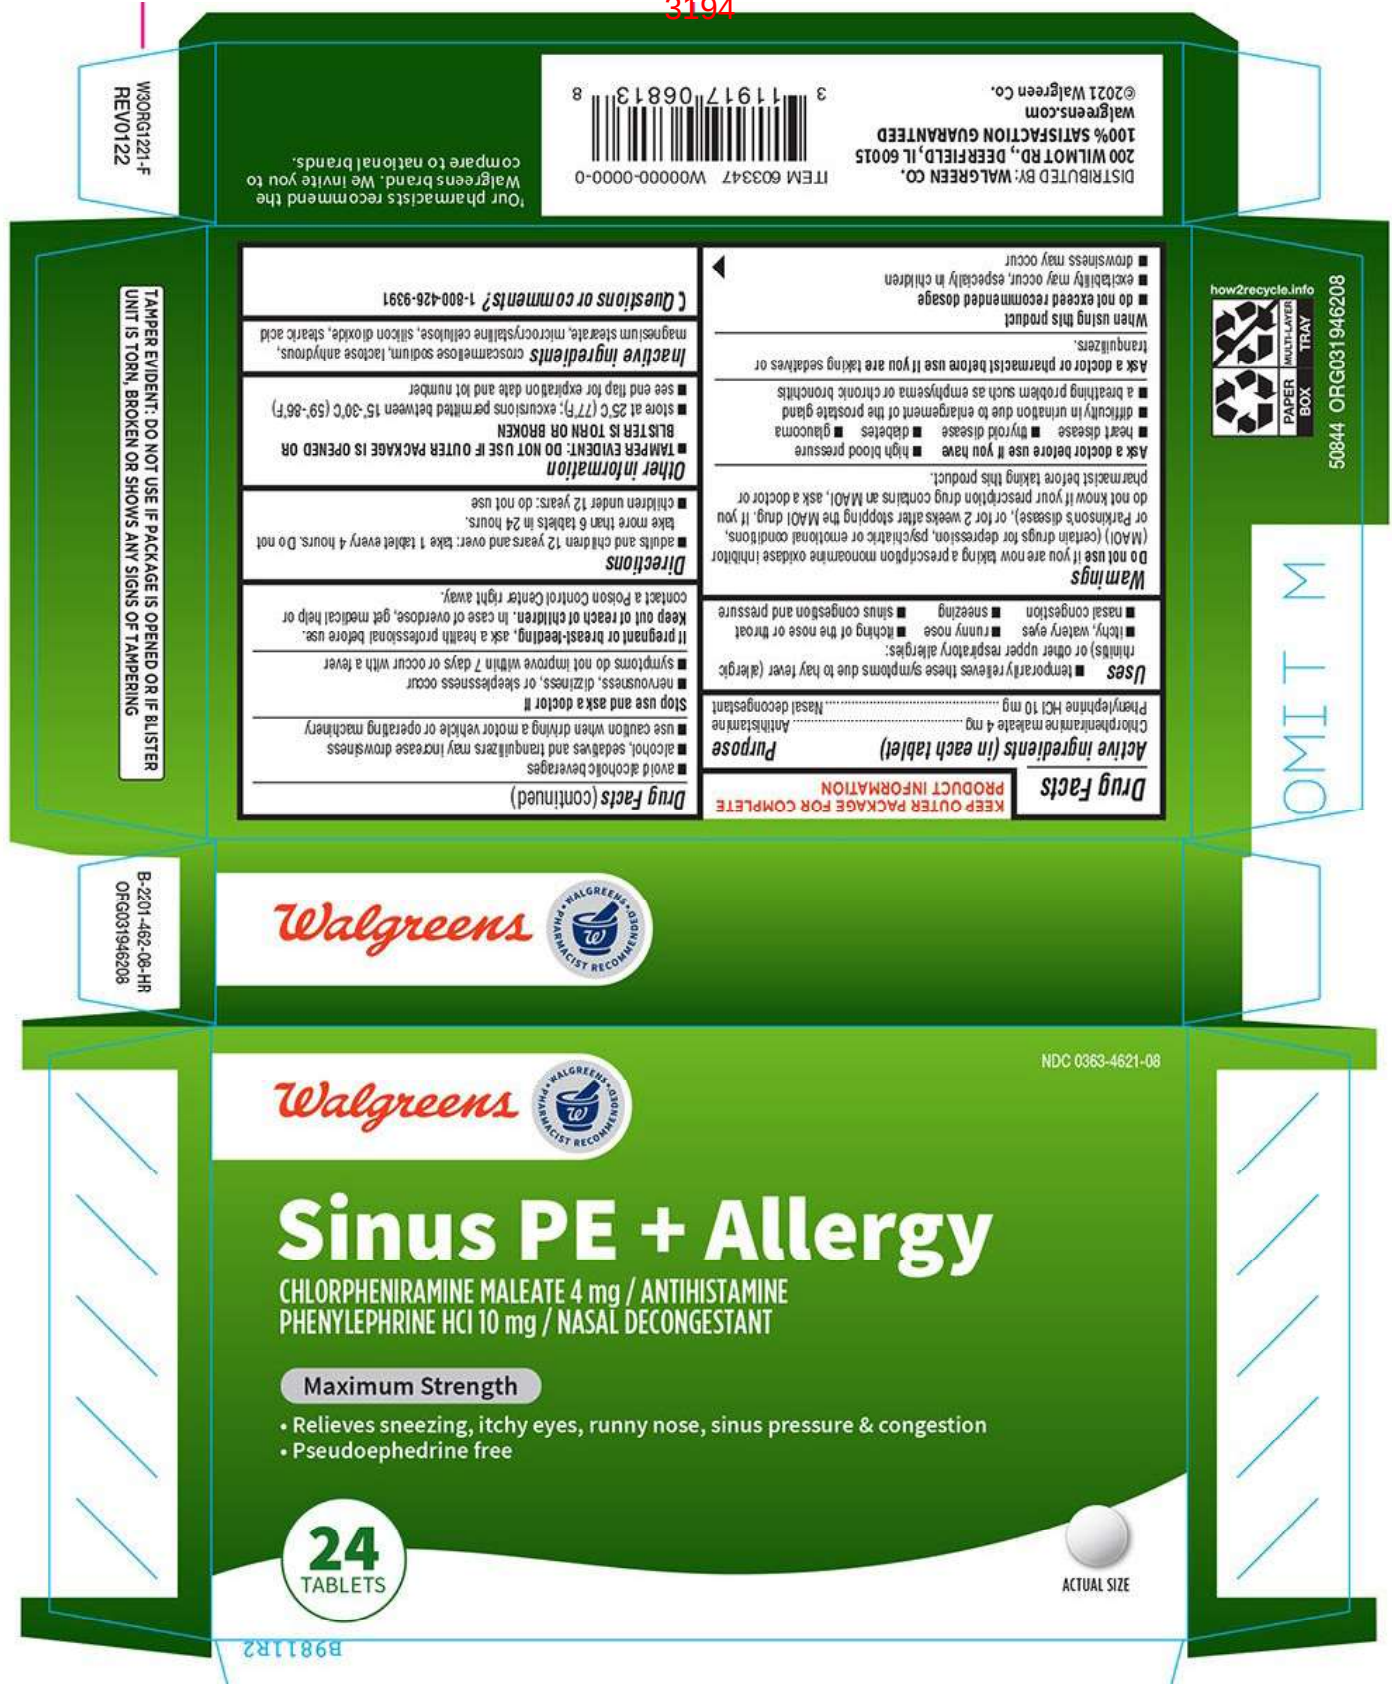 3194
W3ORG1221-F
REV0122
†Our pharmacists recommend the
Walgreens brand. We invite you to
compare to national brands.
ITEM 603347 W00000-0000-0
3 11917 06813 8
DISTRIBUTED BY: WALGREEN CO.
200 WILMOT RD., DEERFIELD, IL 60015
100% SATISFACTION GUARANTEED
walgreens.com
©2021 Walgreen Co.
TAMPER EVIDENT: DO NOT USE IF PACKAGE IS OPENED OR IF BLISTER
UNIT IS TORN, BROKEN OR SHOWS ANY SIGNS OF TAMPERING
how2recycle.info
PAPER
BOX
MULTI-LAYER
TRAY
50844 ORG031946208
OMIT M
Drug Facts
KEEP OUTER PACKAGE FOR COMPLETE
PRODUCT INFORMATION
Active ingredients (in each tablet) Purpose
Chlorpheniramine maleate 4 mg ........ Antihistamine
Phenylephrine HCl 10 mg ........ Nasal decongestant
Uses ■ temporarily relieves these symptoms due to hay fever (allergic
rhinitis) or other upper respiratory allergies:
■ itchy, watery eyes ■ runny nose ■ itching of the nose or throat
■ nasal congestion ■ sneezing ■ sinus congestion and pressure
Warnings
Do not use if you are now taking a prescription monoamine oxidase inhibitor
(MAOI) (certain drugs for depression, psychiatric or emotional conditions,
or Parkinson's disease), or for 2 weeks after stopping the MAOI drug. If you
do not know if your prescription drug contains an MAOI, ask a doctor or
pharmacist before taking this product.
Ask a doctor before use if you have ■ high blood pressure
■ heart disease ■ thyroid disease ■ diabetes ■ glaucoma
■ difficulty in urination due to enlargement of the prostate gland
■ a breathing problem such as emphysema or chronic bronchitis
Ask a doctor or pharmacist before use if you are taking sedatives or
tranquilizers.
When using this product
■ do not exceed recommended dosage
■ excitability may occur, especially in children
■ drowsiness may occur
Drug Facts (continued)
■ avoid alcoholic beverages
■ alcohol, sedatives and tranquilizers may increase drowsiness
■ use caution when driving a motor vehicle or operating machinery
Stop use and ask a doctor if
■ nervousness, dizziness, or sleeplessness occur
■ symptoms do not improve within 7 days or occur with a fever
If pregnant or breast-feeding, ask a health professional before use.
Keep out of reach of children. In case of overdose, get medical help or
contact a Poison Control Center right away.
Directions
■ adults and children 12 years and over: take 1 tablet every 4 hours. Do not
take more than 6 tablets in 24 hours.
■ children under 12 years: do not use
Other information
■ TAMPER EVIDENT: DO NOT USE IF OUTER PACKAGE IS OPENED OR
BLISTER IS TORN OR BROKEN
■ store at 25°C (77°F); excursions permitted between 15°-30°C (59°-86°F)
■ see end flap for expiration date and lot number
Inactive ingredients croscarmellose sodium, lactose anhydrous,
magnesium stearate, microcrystalline cellulose, silicon dioxide, stearic acid
Questions or comments? 1-800-426-9391
B-2201-462-08-HR
ORG031946208
Walgreens
WALGREENS
PHARMACIST RECOMMENDED
W
NDC 0363-4621-08
Walgreens
WALGREENS
PHARMACIST RECOMMENDED
W
Sinus PE + Allergy
CHLORPHENIRAMINE MALEATE 4 mg / ANTIHISTAMINE
PHENYLEPHRINE HCl 10 mg / NASAL DECONGESTANT
Maximum Strength
• Relieves sneezing, itchy eyes, runny nose, sinus pressure & congestion
• Pseudoephedrine free
24
TABLETS
ACTUAL SIZE
B9811R2